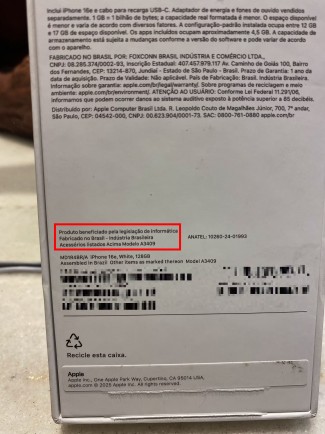 Inclui iPhone 16e e cabo para recarga USB-C. Adaptador de energia e fones de ouvido vendidos
separadamente. 1 GB = 1 bilhão de bytes; a capacidade real formatada é menor. O espaço disponível
é menor e varia de acordo com diversos fatores. A configuração-padrão instalada ocupa entre 12 GB
e 17 GB de espaço disponível. Os apps incluídos ocupam aproximadamente 4,5 GB. A capacidade de
armazenamento está sujeita a mudanças conforme a versão do software e pode variar de acordo
com o aparelho.
FABRICADO NO BRASIL POR: FOXCONN BRASIL INDÚSTRIA E COMÉRCIO LTDA.,
Inscrição Estadual: 407.457.979.117 Av. Caminho de Goiás 100, Bairro
dos Fernandes, CEP: 13214-870, Jundiaí - Estado de São Paulo - Brasil. Prazo de Garantia: 1 ano da
data de aquisição. Prazo de Validade: Não aplicável. País de Fabricação: Brasil. Indústria Brasileira.
Informação sobre garantia: apple.com/br/legal/warranty/. Sobre programas de reciclagem e meio
ambiente: apple.com/br/environment/. ATENÇÃO AO USUÁRIO: Conforme Lei Federal 11.291/06,
informamos que podem ocorrer danos ao sistema auditivo exposto à potência superior a 85 decibéis.
Distribuído por: Apple Computer Brasil Ltda. R. Leopoldo Couto de Magalhães Júnior, 700, 7º andar,
São Paulo, CEP: 04542-000, CNPJ: 00.623.904/0001-73. SAC: 0800-761-0880 apple.com/br
Produto beneficiado pela legislação de informática
Fabricado no Brasil - Indústria Brasileira
Acessórios listados Acima Modelo A3409
ANATEL: 10260-24-01993
iPhone 16e, White, 128GB
Assembled in Brazil Other items as marked thereon Model A3409
Recicle esta caixa.
Apple
Apple Inc., One Apple Park Way, Cupertino, CA 95014 USA.
apple.com © 2025 Apple Inc. All rights reserved.